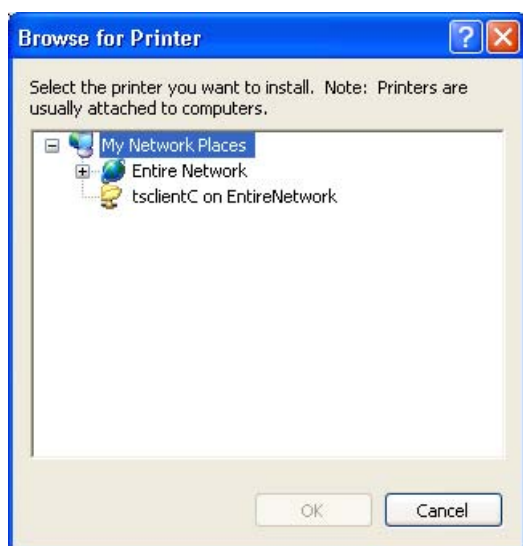 Browse for Printer
Select the printer you want to install. Note: Printers are
usually attached to computers.
My Network Places
Entire Network
tsclientC on EntireNetwork
OK
Cancel